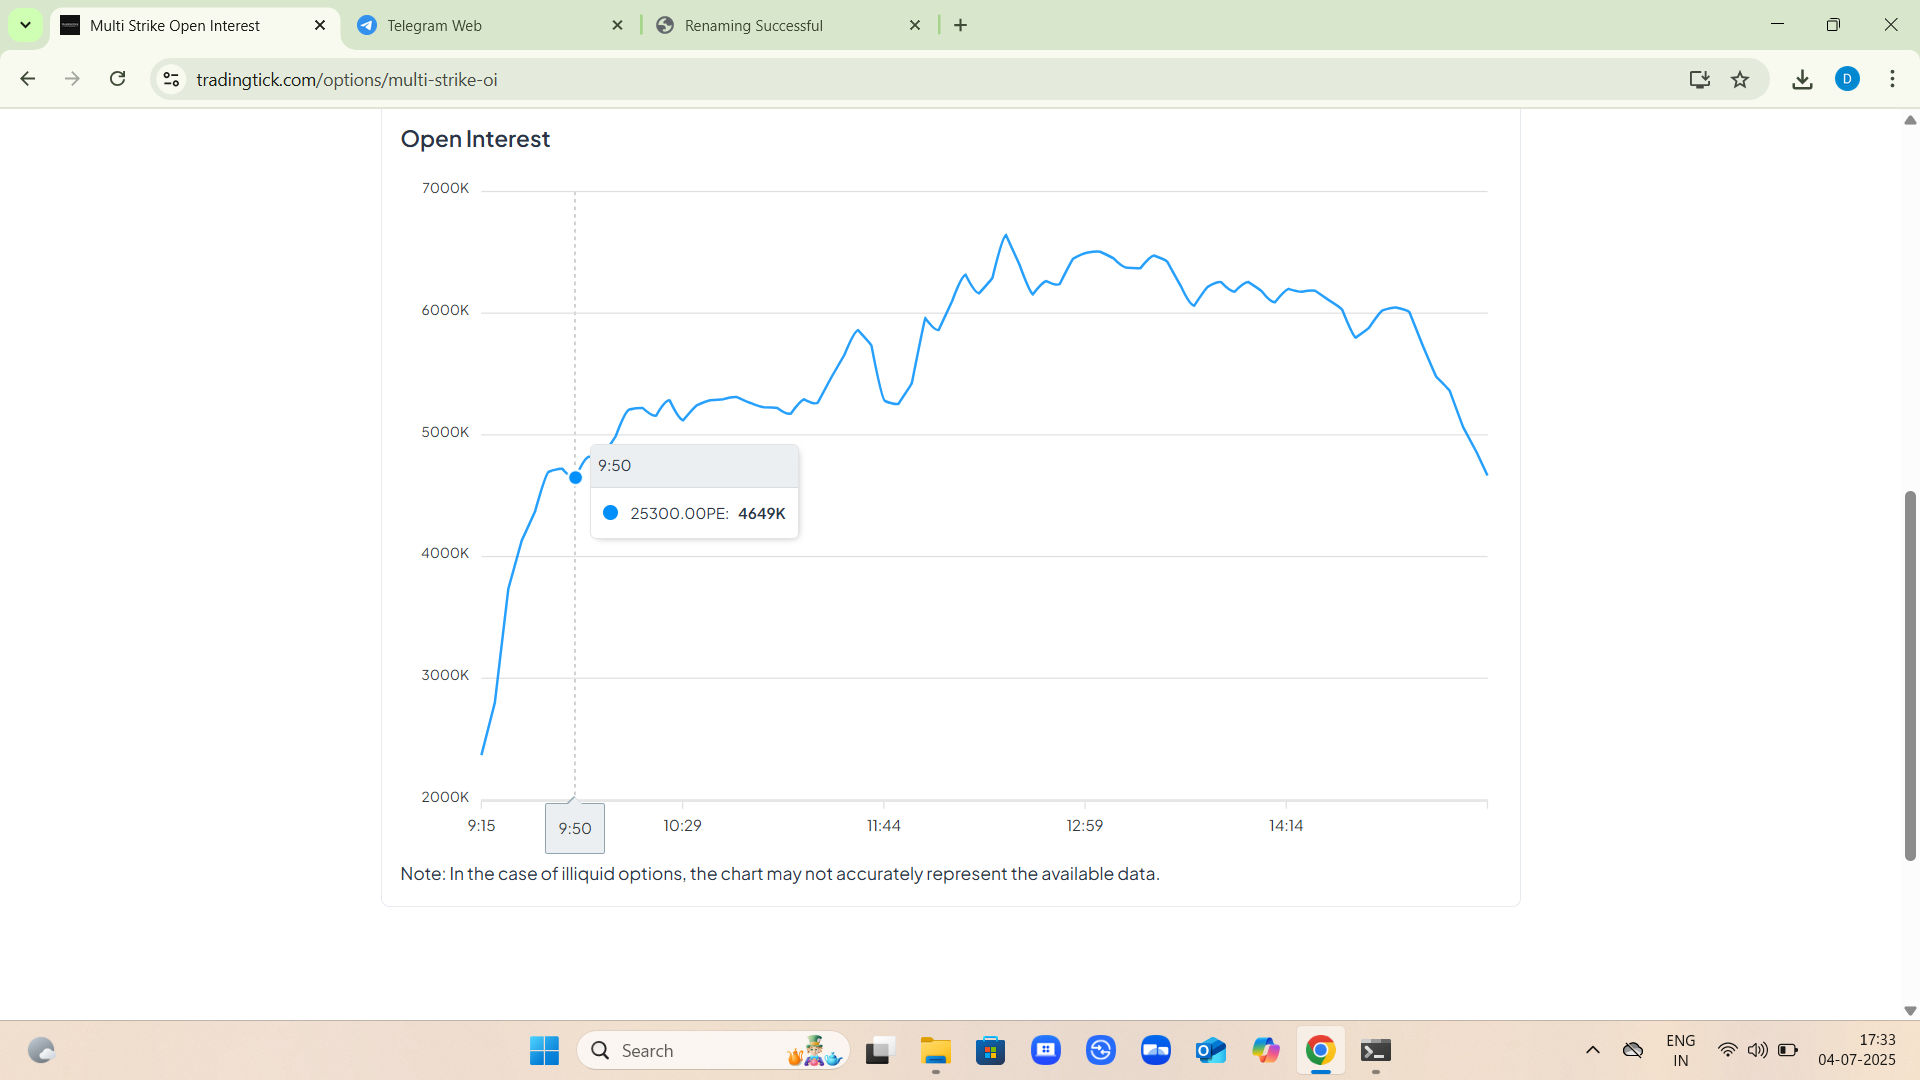 Multi Strike Open Interest
Telegram Web
Renaming Successful
tradingtick.com/options/multi-strike-oi
D
Open Interest
7000K
6000K
5000K
4000K
3000K
2000K
9:50
25300.00PE: 4649K
9:15
9:50
10:29
11:44
12:59
14:14
Note: In the case of illiquid options, the chart may not accurately represent the available data.
Search
ENG
IN
17:33
04-07-2025